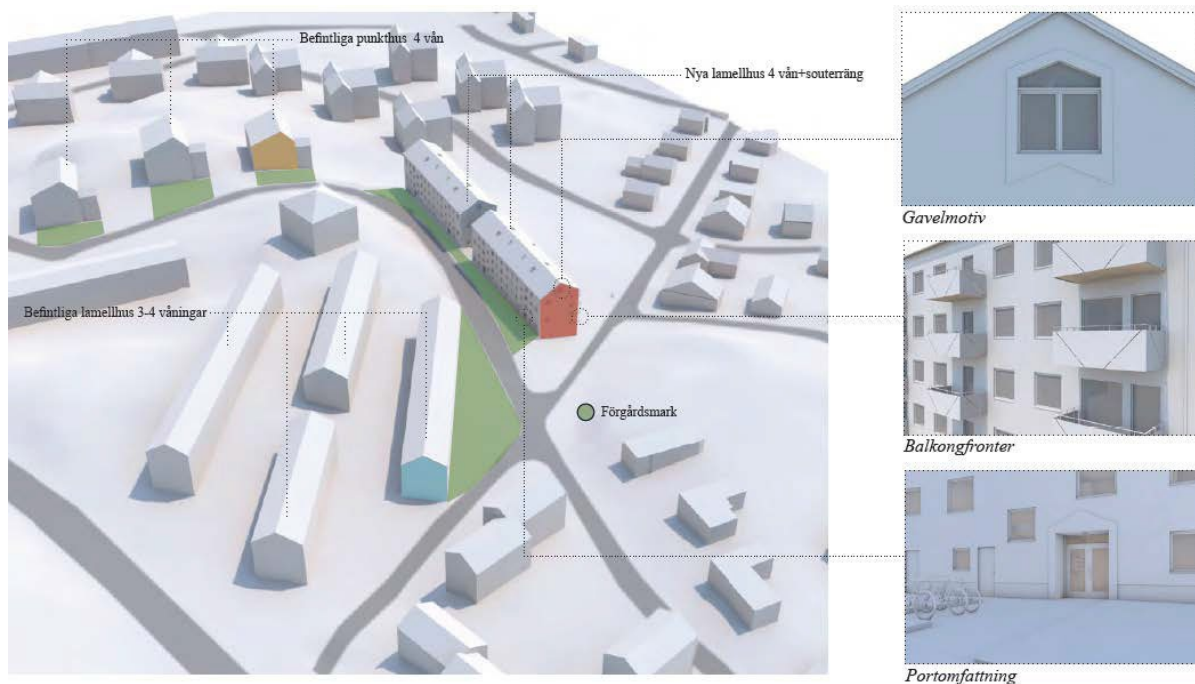 Befintliga punkthus 4 vån
Nya lamellhus 4 vån+souterräng
Gavelmotiv
Befintliga lamellhus 3-4 våningar
Förgårdsmark
Balkongfronter
Portomfattning